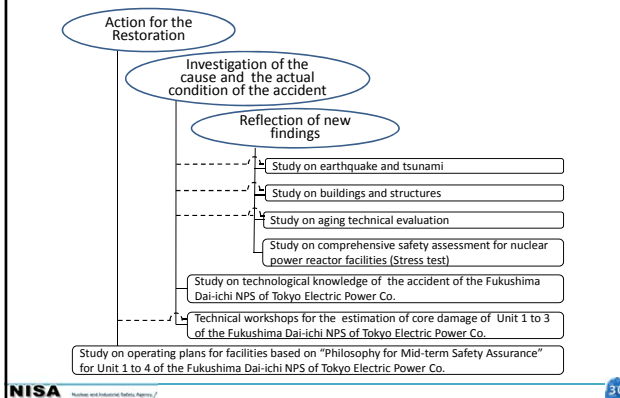 Action for the
Restoration
Investigation of the
cause and the actual
condition of the accident
Reflection of new
findings
Study on earthquake and tsunami
Study on buildings and structures
Study on aging technical evaluation
Study on comprehensive safety assessment for nuclear
power reactor facilities (Stress test)
Study on technological knowledge of the accident of the Fukushima
Dai-ichi NPS of Tokyo Electric Power Co.
Technical workshops for the estimation of core damage of Unit 1 to 3
of the Fukushima Dai-ichi NPS of Tokyo Electric Power Co.
Study on operating plans for facilities based on “Philosophy for Mid-term Safety Assurance”
for Unit 1 to 4 of the Fukushima Dai-ichi NPS of Tokyo Electric Power Co.
NISA Nuclear and Industrial Safety Agency